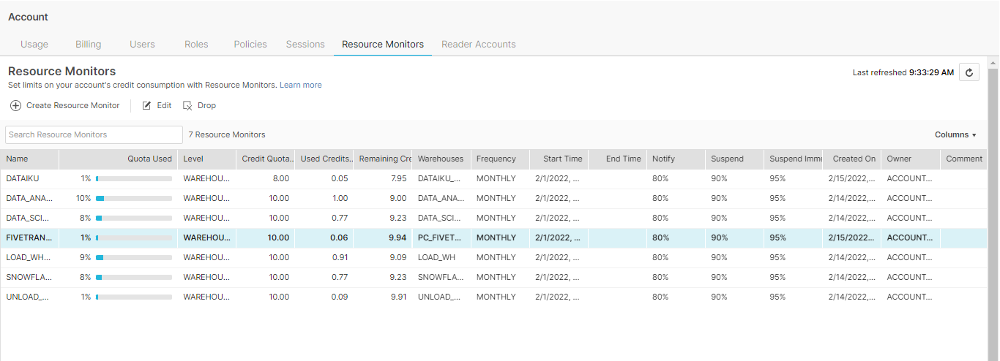 Account
Usage Billing Users Roles Policies Sessions Resource Monitors Reader Accounts
Resource Monitors
Last refreshed 9:33:29 AM
Set limits on your account's credit consumption with Resource Monitors. Learn more
Create Resource Monitor Edit Drop
Search Resource Monitors 7 Resource Monitors Columns
Name Quota Used Level Credit Quota.. Used Credits.. Remaining Cre Warehouses Frequency Start Time End Time Notify Suspend Suspend Imme Created On Owner Comment
DATAIKU 1% WAREHOU... 8.00 0.05 7.95 DATAIKU_... MONTHLY 2/1/2022, ... 80% 90% 95% 2/15/2022,... ACCOUNT...
DATA_ANA... 10% WAREHOU... 10.00 1.00 9.00 DATA_ANA... MONTHLY 2/1/2022, ... 80% 90% 95% 2/14/2022,... ACCOUNT...
DATA_SCI... 8% WAREHOU... 10.00 0.77 9.23 DATA_SCI... MONTHLY 2/1/2022, ... 80% 90% 95% 2/14/2022,... ACCOUNT...
FIVETRAN... 1% WAREHOU... 10.00 0.06 9.94 PC_FIVET... MONTHLY 2/1/2022, ... 80% 90% 95% 2/15/2022... ACCOUNT...
LOAD_WH... 9% WAREHOU... 10.00 0.91 9.09 LOAD_WH MONTHLY 2/1/2022, ... 80% 90% 95% 2/14/2022,... ACCOUNT...
SNOWFLA... 8% WAREHOU... 10.00 0.77 9.23 SNOWFLA... MONTHLY 2/1/2022, ... 80% 90% 95% 2/14/2022,... ACCOUNT...
UNLOAD_... 1% WAREHOU... 10.00 0.09 9.91 UNLOAD_... MONTHLY 2/1/2022, ... 80% 90% 95% 2/14/2022,... ACCOUNT...